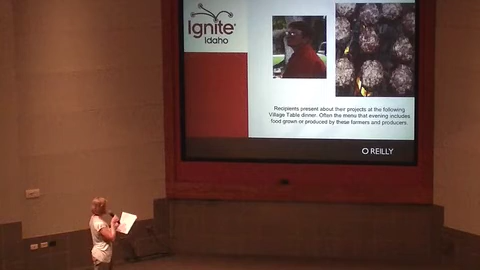 Ignite
Idaho
Recipients present about their projects at the following
Village Table dinner. Often the menu that evening includes
food grown or produced by these farmers and producers.
O REILLY